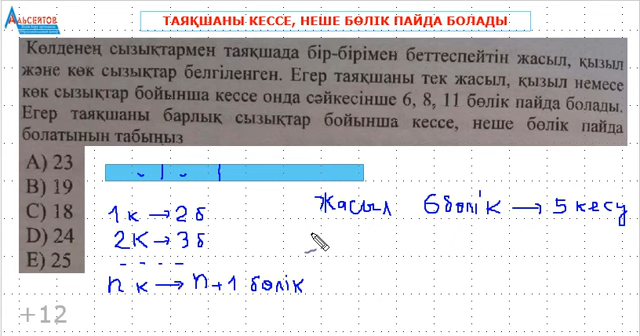 АЛЬСЕИТОВ
ТАЯҚШАНЫ КЕССЕ, НЕШЕ БӨЛІК ПАЙДА БОЛАДЫ
Көлденең сызықтармен таяқшада бір-бірімен беттеспейтін жасыл, қызыл
және көк сызықтар белгіленген. Егер таяқшаны тек жасыл, қызыл немесе
көк сызықтар бойынша кессе онда сәйкесінше 6, 8, 11 бөлік пайда болады.
Егер таяқшаны барлық сызықтар бойынша кессе, неше бөлік пайда
болатынын табыңыз
A) 23
B) 19
C) 18
D) 24
E) 25
1к → 2б
2к → 3б
n к → n+1 бөлік
Жасыл 6 бөлік → 5 кесу
+12